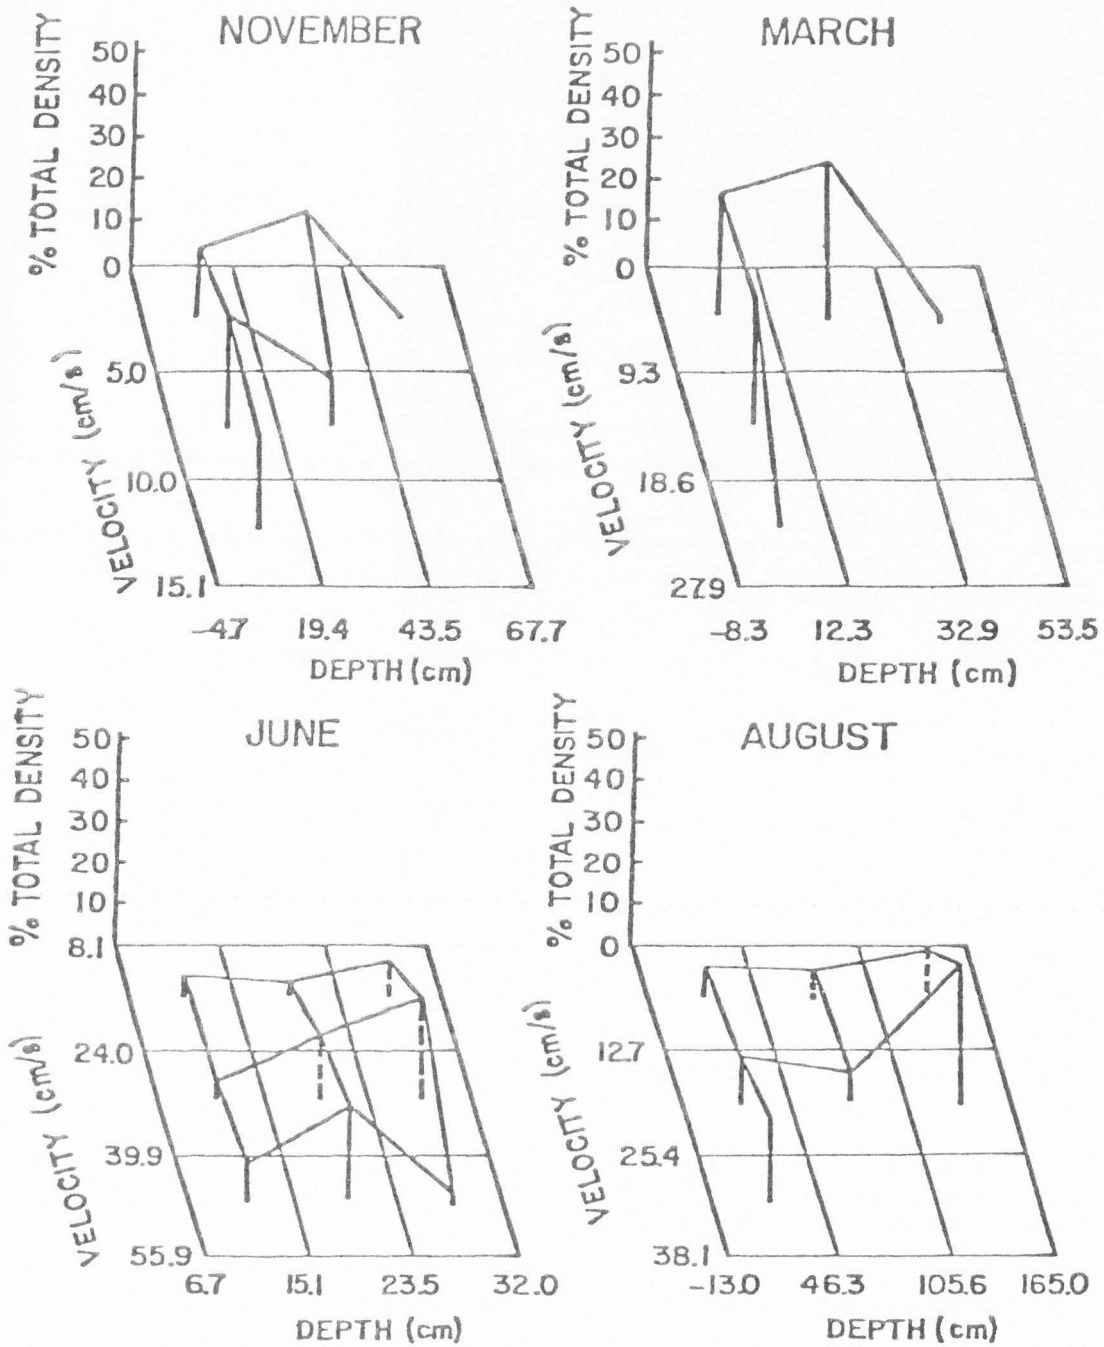 NOVEMBER
% TOTAL DENSITY
50
40
30
20
10
0
VELOCITY (cm/s)
5.0
10.0
15.1
-4.7 19.4 43.5 67.7
DEPTH (cm)
MARCH
% TOTAL DENSITY
50
40
30
20
10
0
VELOCITY (cm/s)
9.3
18.6
27.9
-8.3 12.3 32.9 53.5
DEPTH (cm)
JUNE
% TOTAL DENSITY
50
40
30
20
10
8.1
VELOCITY (cm/s)
24.0
39.9
55.9
6.7 15.1 23.5 32.0
DEPTH (cm)
AUGUST
% TOTAL DENSITY
50
40
30
20
10
0
VELOCITY (cm/s)
12.7
25.4
38.1
-13.0 46.3 105.6 165.0
DEPTH (cm)